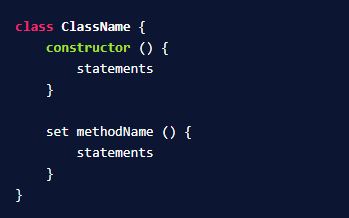 class ClassName {
    constructor () {
        statements
    }

    set methodName () {
        statements
    }
}